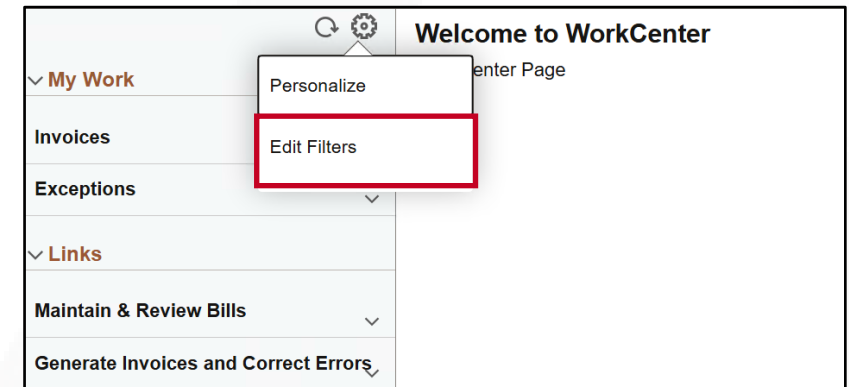 Welcome to WorkCenter
enter Page
My Work
Personalize
Invoices
Edit Filters
Exceptions
Links
Maintain & Review Bills
Generate Invoices and Correct Errors